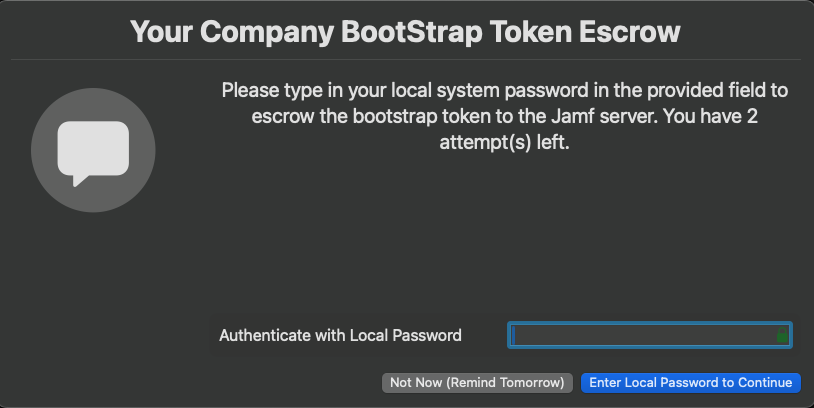 Your Company BootStrap Token Escrow
Please type in your local system password in the provided field to
escrow the bootstrap token to the Jamf server. You have 2
attempt(s) left.
Authenticate with Local Password
Not Now (Remind Tomorrow)
Enter Local Password to Continue